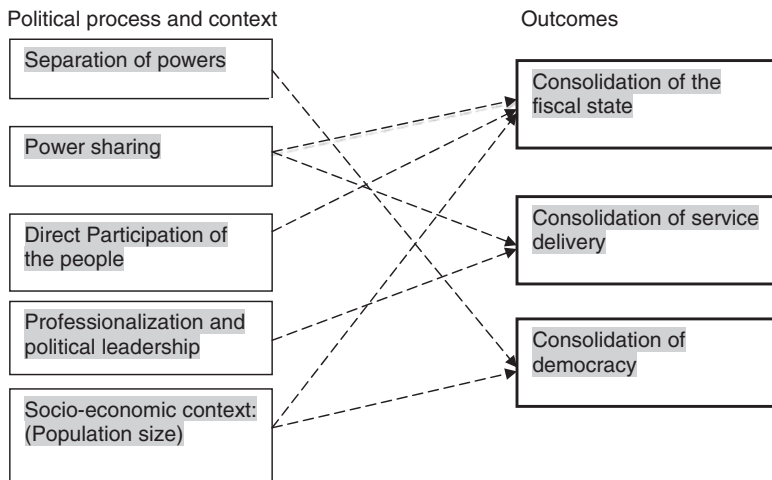 Political process and context
Outcomes
Separation of powers
Power sharing
Direct Participation of
the people
Professionalization and
political leadership
Socio-economic context:
(Population size)
Consolidation of the
fiscal state
Consolidation of service
delivery
Consolidation of
democracy